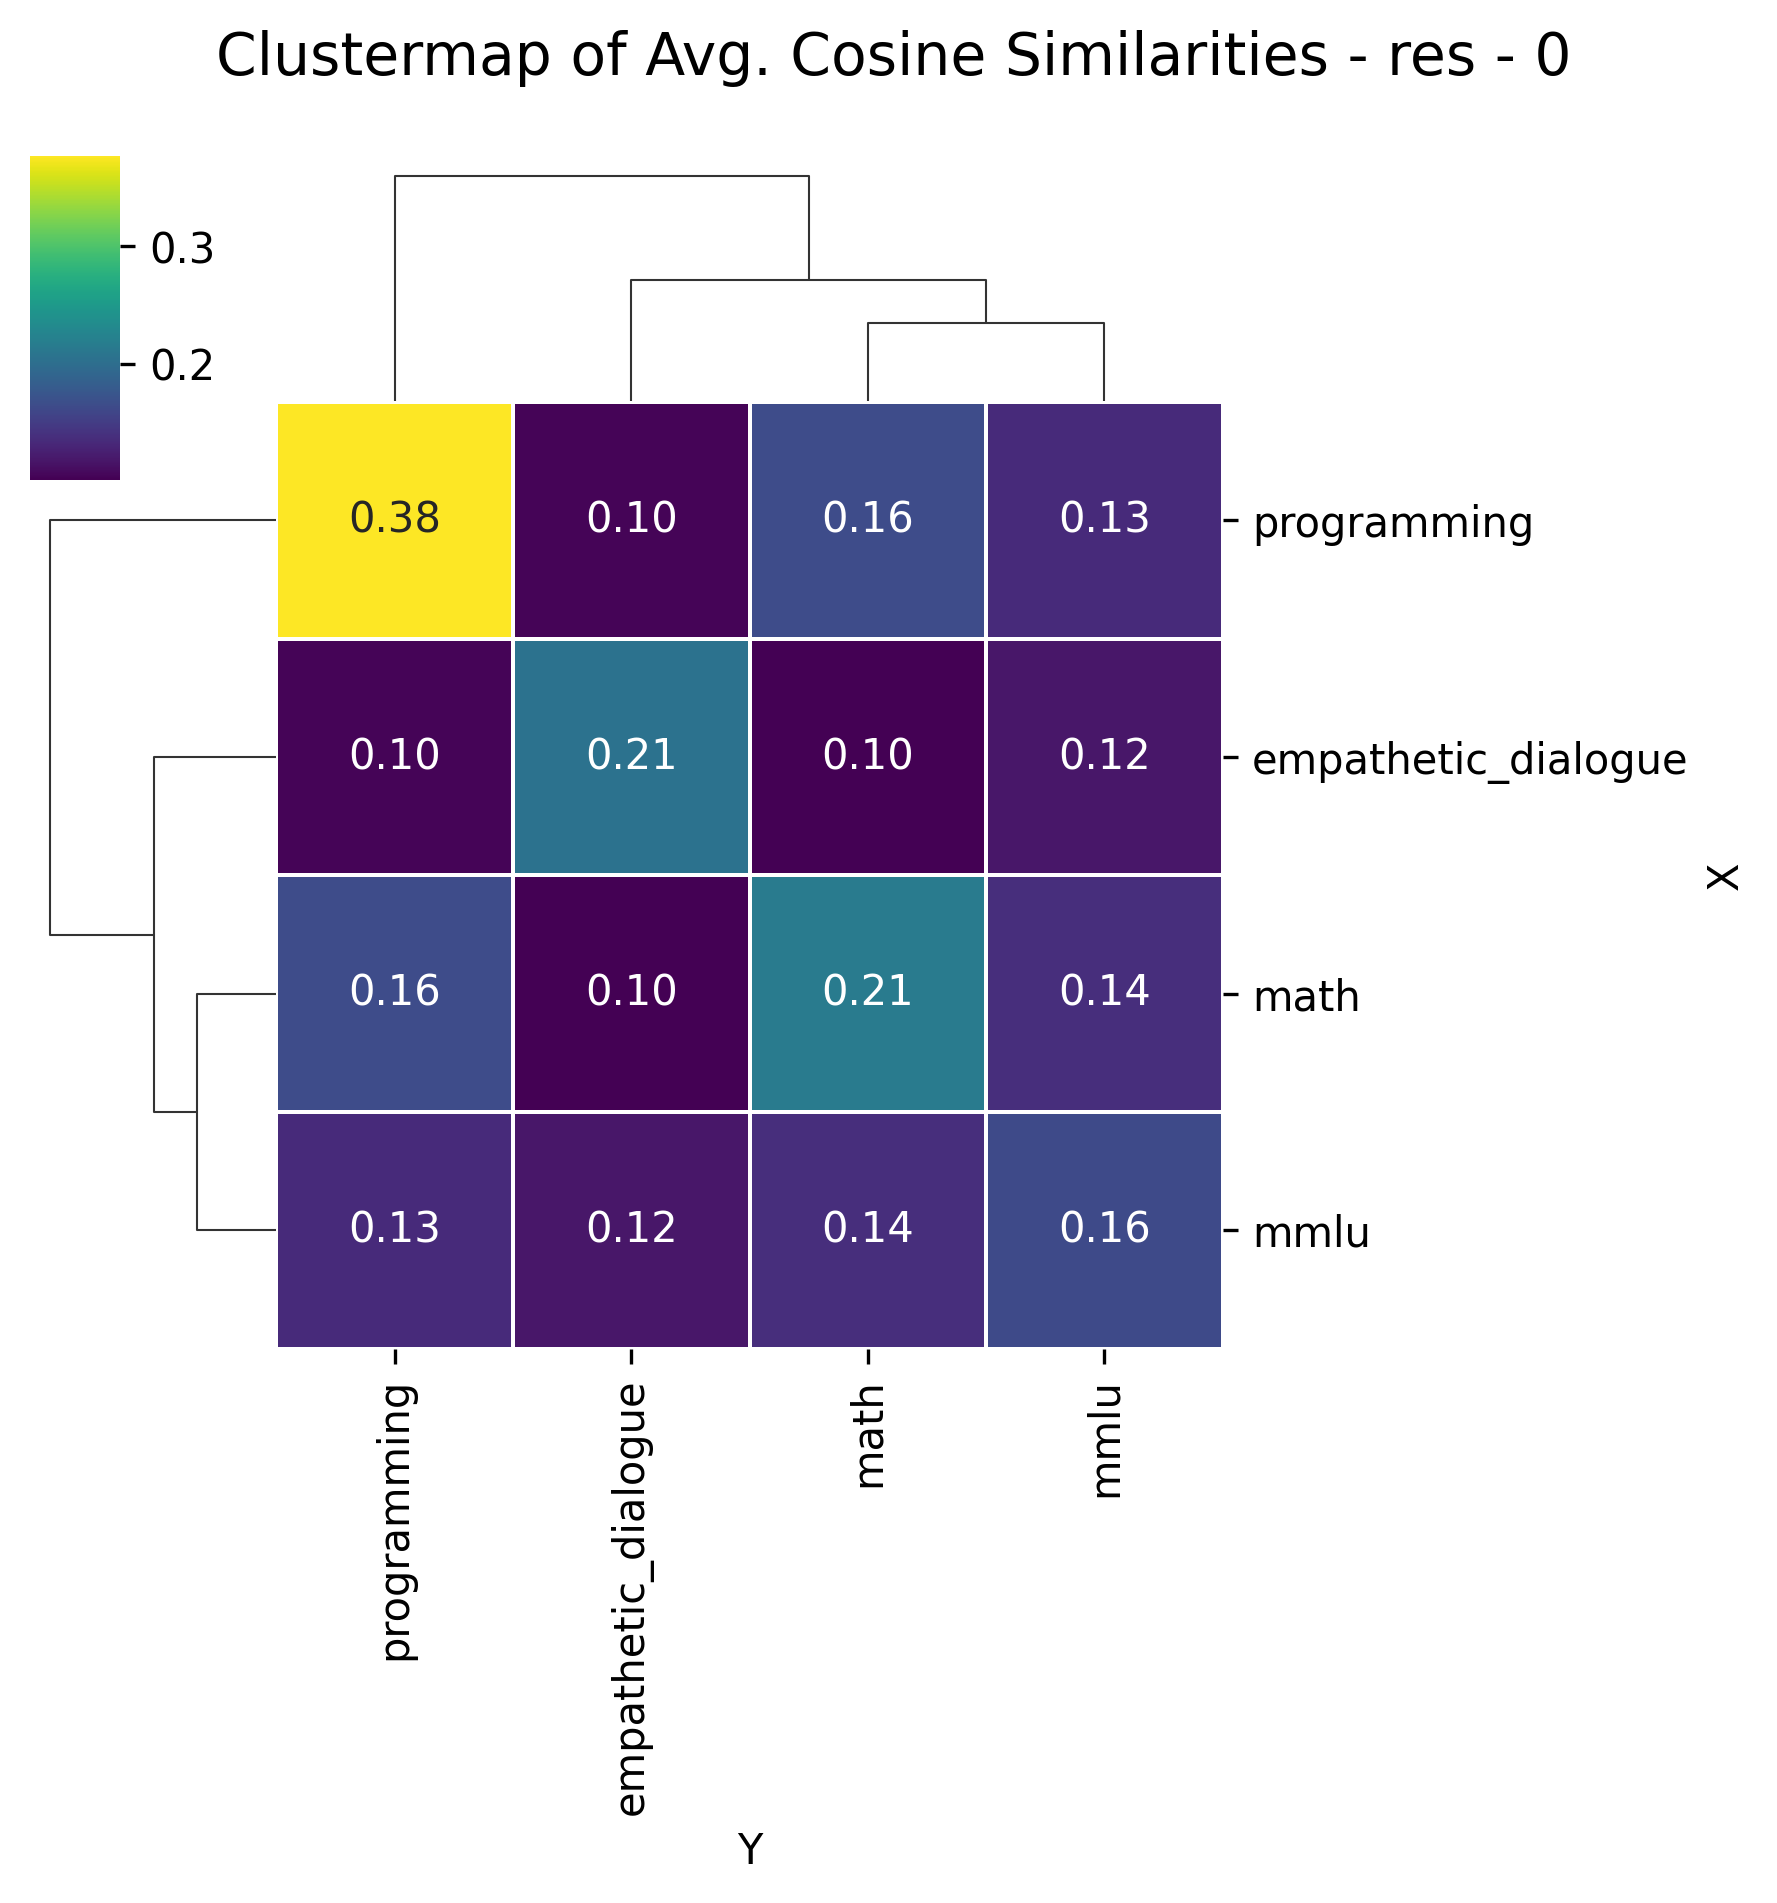 Clustermap of Avg. Cosine Similarities - res - 0
0.3
0.2
0.38 0.10 0.16 0.13 programming
0.10 0.21 0.10 0.12 empathetic_dialogue
0.16 0.10 0.21 0.14 math
0.13 0.12 0.14 0.16 mmlu
X
programming
empathetic_dialogue
math
mmlu
Y